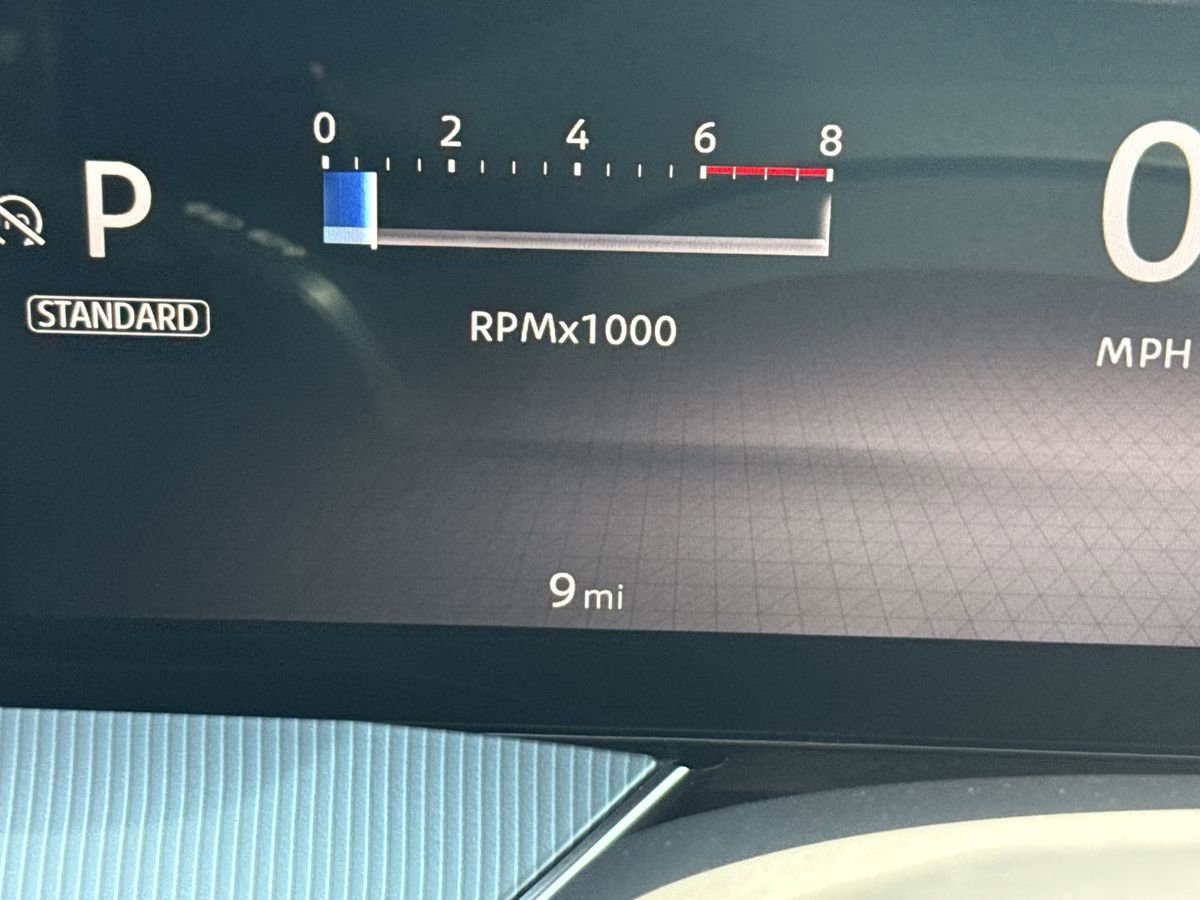 0 2 4 6 8
P
0
STANDARD
RPMx1000
MPH
9 mi